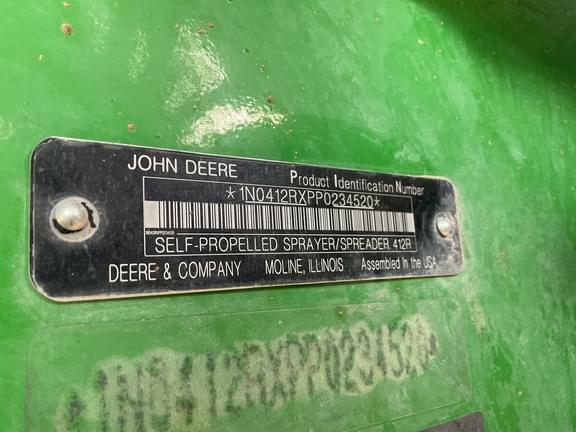 JOHN DEERE
Product Identification Number
*1N0412RXPP0234520*
SELF-PROPELLED SPRAYER/SPREADER 412R
DEERE & COMPANY MOLINE, ILLINOIS Assembled in the USA
*1N0412RXPP0234520*